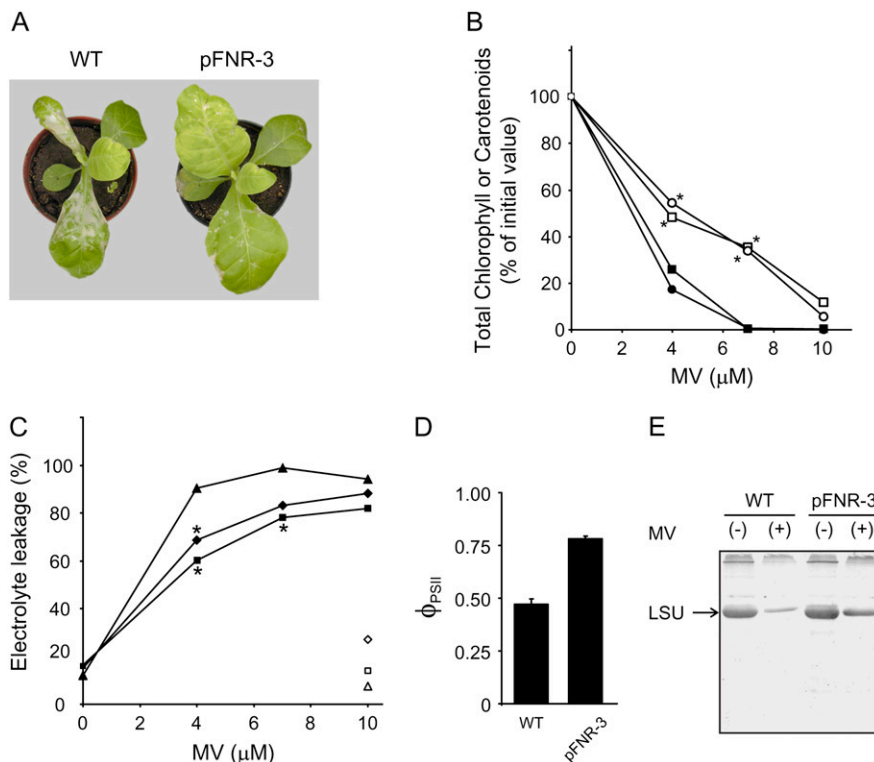 A
WT pFNR-3
B
Total Chlorophyll or Carotenoids
(% of initial value)
100
80
60
40
20
0
0 2 4 6 8 10
MV (μM)
* * * *
C
Electrolyte leakage (%)
100
80
60
40
20
0
0 2 4 6 8 10
MV (μM)
* * *
D
ϕPSII
1.00
0.75
0.50
0.25
0
WT pFNR-3
E
WT pFNR-3
MV (-) (+) (-) (+)
LSU